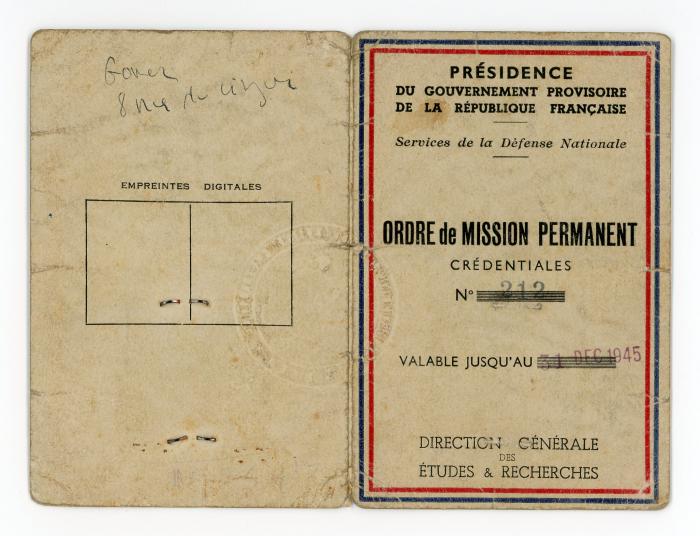 8 rue de
EMPREINTES DIGITALES
PRÉSIDENCE
DU GOUVERNEMENT PROVISOIRE
DE LA RÉPUBLIQUE FRANÇAISE
Services de la Défense Nationale
ORDRE de MISSION PERMANENT
CRÉDENTIALES
N° 212
VALABLE JUSQU'AU 31 DEC 1945
DIRECTION GÉNÉRALE
DES
ÉTUDES & RECHERCHES